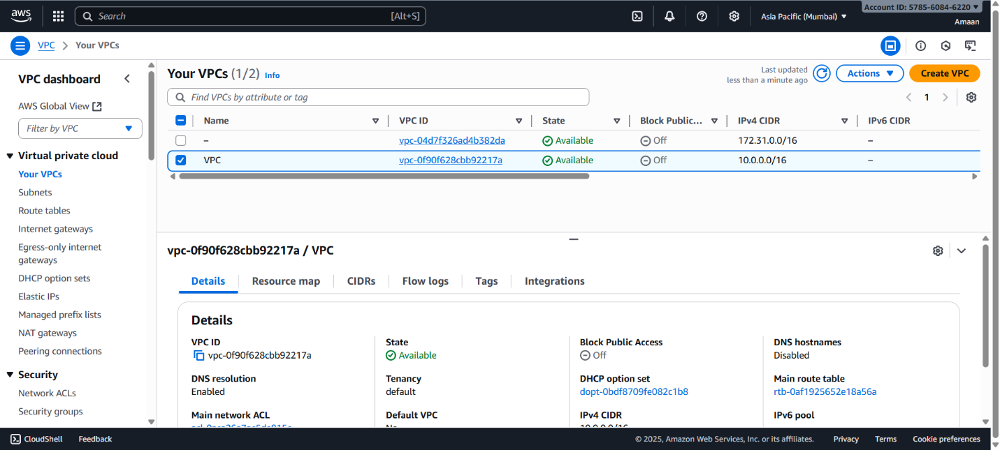 aws
Search [Alt+S]
Asia Pacific (Mumbai)
Account ID: 5785-6084-6220
Amaan
VPC > Your VPCs
VPC dashboard
AWS Global View
Filter by VPC
Virtual private cloud
Your VPCs
Subnets
Route tables
Internet gateways
Egress-only internet
gateways
DHCP option sets
Elastic IPs
Managed prefix lists
NAT gateways
Peering connections
Security
Network ACLs
Security groups
Your VPCs (1/2) Info
Last updated
less than a minute ago
Actions
Create VPC
Find VPCs by attribute or tag
1
Name VPC ID State Block Public... IPv4 CIDR IPv6 CIDR
– vpc-04d7f326ad4b382da Available Off 172.31.0.0/16 –
VPC vpc-0f90f628cbb92217a Available Off 10.0.0.0/16 –
vpc-0f90f628cbb92217a / VPC
Details Resource map CIDRs Flow logs Tags Integrations
Details
VPC ID
vpc-0f90f628cbb92217a
State
Available
Block Public Access
Off
DNS hostnames
Disabled
DNS resolution
Enabled
Tenancy
default
DHCP option set
dopt-0bdf8709fe082c1b8
Main route table
rtb-0af1925652e18a56a
Main network ACL
Default VPC
No
IPv4 CIDR
10.0.0.0/16
IPv6 pool
CloudShell Feedback
© 2025, Amazon Web Services, Inc. or its affiliates. Privacy Terms Cookie preferences